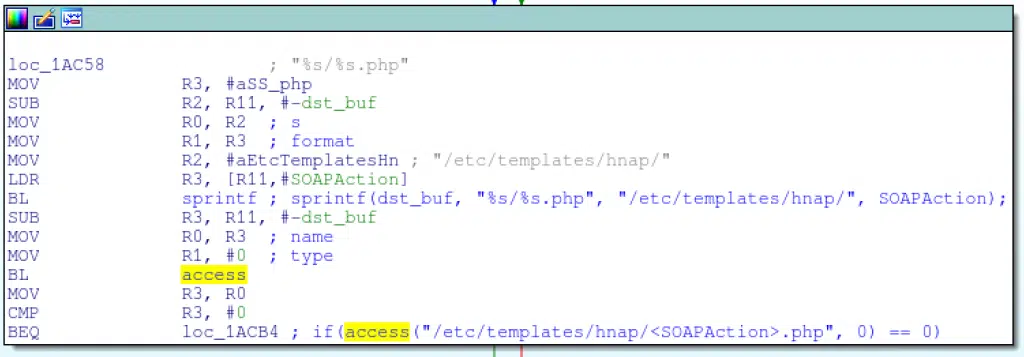 loc_1AC58 ; "%s/%s.php"
MOV R3, #aSS_php
SUB R2, R11, #-dst_buf
MOV R0, R2 ; s
MOV R1, R3 ; format
MOV R2, #aEtcTemplatesHn ; "/etc/templates/hnap/"
LDR R3, [R11,#SOAPAction]
BL sprintf ; sprintf(dst_buf, "%s/%s.php", "/etc/templates/hnap/", SOAPAction);
SUB R3, R11, #-dst_buf
MOV R0, R3 ; name
MOV R1, #0 ; type
BL access
MOV R3, R0
CMP R3, #0
BEQ loc_1ACB4 ; if(access("/etc/templates/hnap/<SOAPAction>.php", 0) == 0)